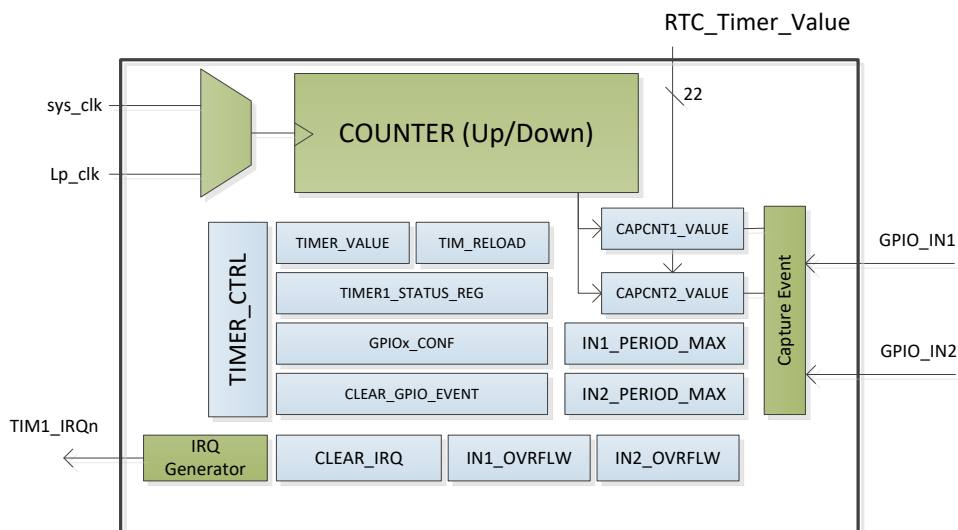 RTC_Timer_Value
22
sys_clk
Lp_clk
COUNTER (Up/Down)
TIMER_CTRL
TIMER_VALUE
TIM_RELOAD
CAPCNT1_VALUE
TIMER1_STATUS_REG
CAPCNT2_VALUE
GPIOx_CONF
IN1_PERIOD_MAX
CLEAR_GPIO_EVENT
IN2_PERIOD_MAX
Capture Event
GPIO_IN1
GPIO_IN2
TIM1_IRQn
IRQ
Generator
CLEAR_IRQ
IN1_OVRFLW
IN2_OVRFLW